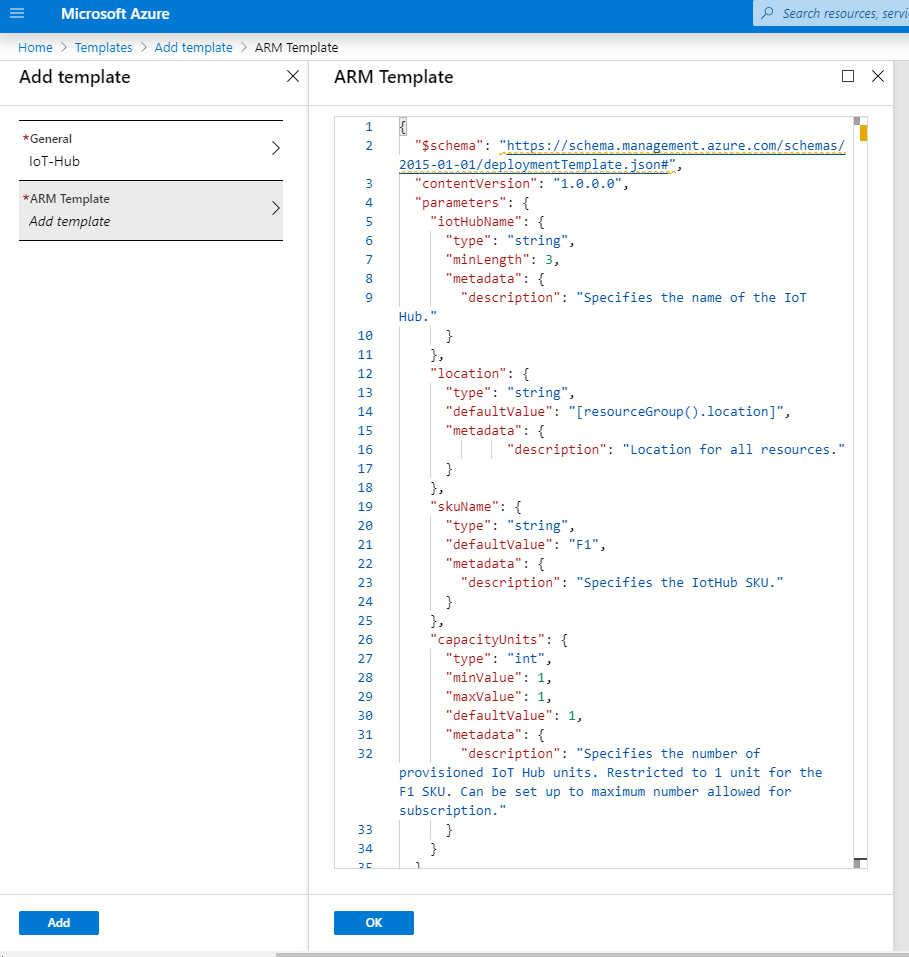 Microsoft Azure
Search resources, servi
Home > Templates > Add template > ARM Template
Add template
ARM Template
*General
IoT-Hub
*ARM Template
Add template
1 {
2 "$schema": "https://schema.management.azure.com/schemas/
2015-01-01/deploymentTemplate.json#",
3 "contentVersion": "1.0.0.0",
4 "parameters": {
5 "iotHubName": {
6 "type": "string",
7 "minLength": 3,
8 "metadata": {
9 "description": "Specifies the name of the IoT
Hub."
10 }
11 },
12 "location": {
13 "type": "string",
14 "defaultValue": "[resourceGroup().location]",
15 "metadata": {
16 "description": "Location for all resources."
17 }
18 },
19 "skuName": {
20 "type": "string",
21 "defaultValue": "F1",
22 "metadata": {
23 "description": "Specifies the IotHub SKU."
24 }
25 },
26 "capacityUnits": {
27 "type": "int",
28 "minValue": 1,
29 "maxValue": 1,
30 "defaultValue": 1,
31 "metadata": {
32 "description": "Specifies the number of
provisioned IoT Hub units. Restricted to 1 unit for the
F1 SKU. Can be set up to maximum number allowed for
subscription."
33 }
34 }
35 }
Add
OK